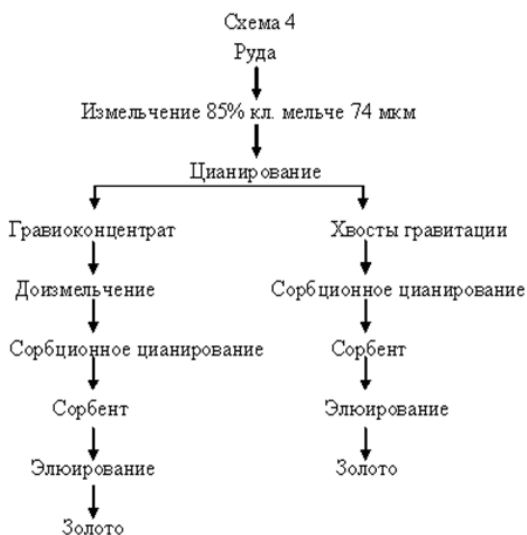 Схема 4
Руда
Измельчение 85% кл. мельче 74 мкм
Цианирование
Гравиоконцентрат
Хвосты гравитации
Доизмельчение
Сорбционное цианирование
Сорбционное цианирование
Сорбент
Сорбент
Элюирование
Элюирование
Золото
Золото